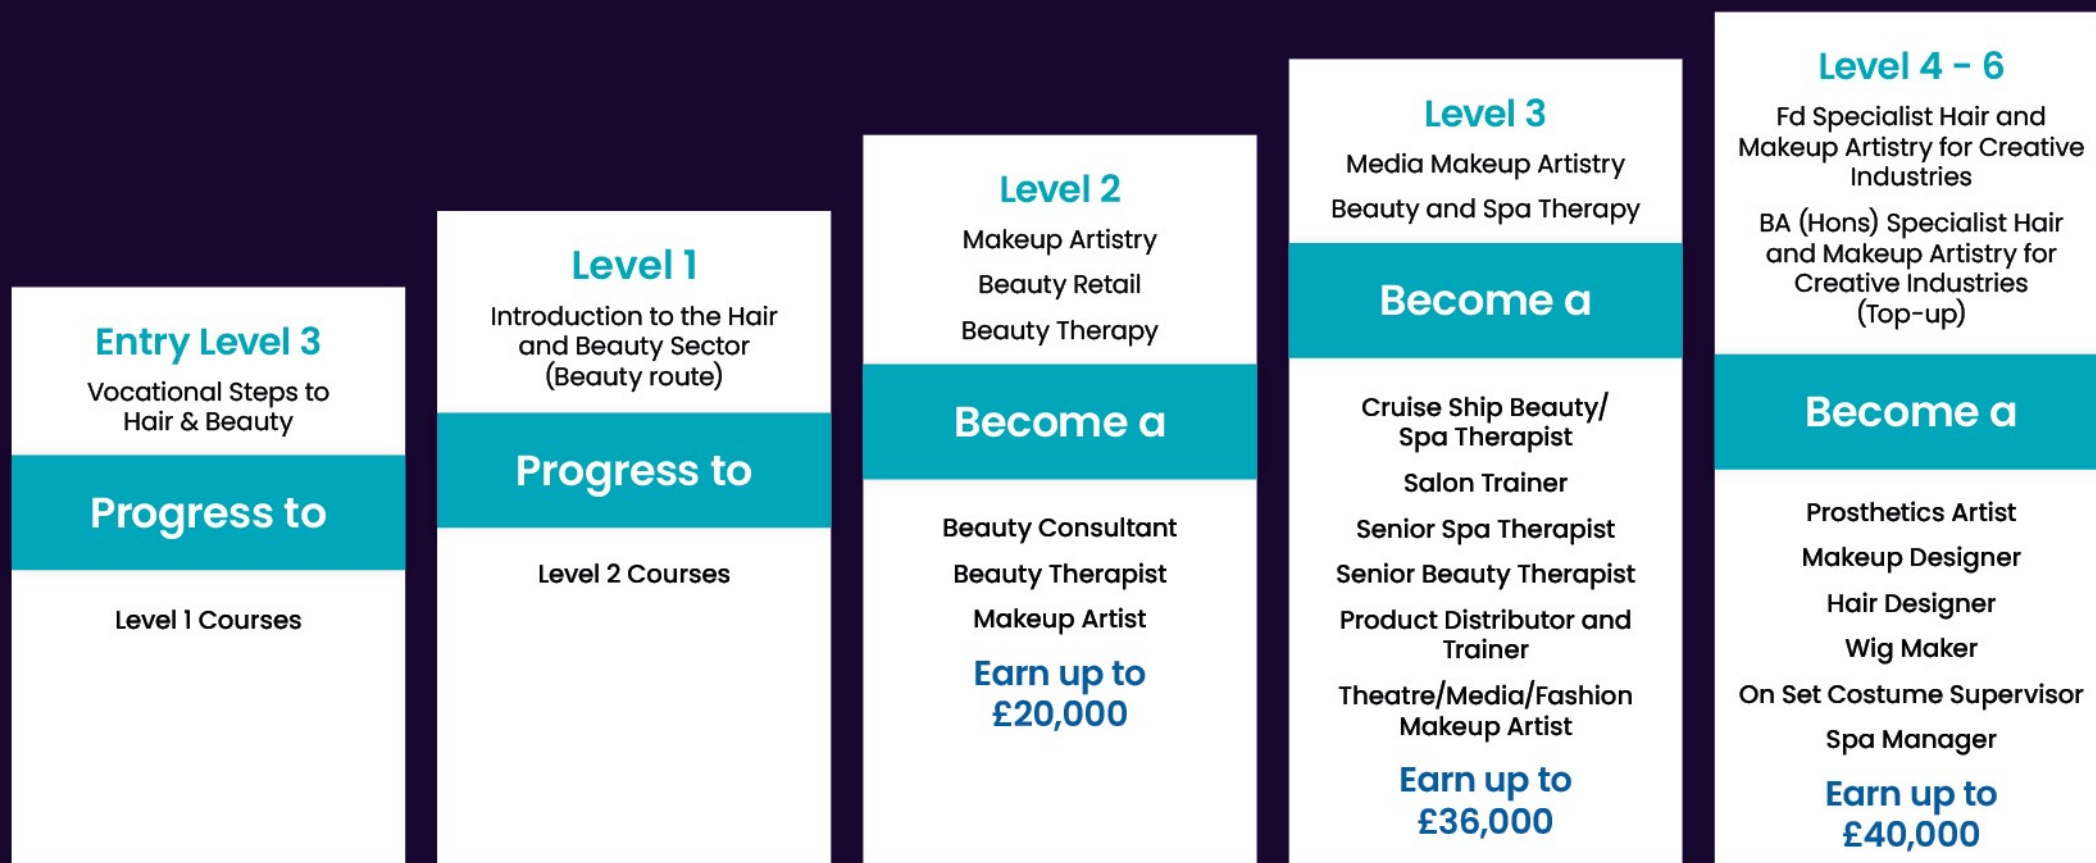 Entry Level 3
Vocational Steps to
Hair & Beauty
Progress to
Level 1 Courses
Level 1
Introduction to the Hair
and Beauty Sector
(Beauty route)
Progress to
Level 2 Courses
Level 2
Makeup Artistry
Beauty Retail
Beauty Therapy
Become a
Beauty Consultant
Beauty Therapist
Makeup Artist
Earn up to
£20,000
Level 3
Media Makeup Artistry
Beauty and Spa Therapy
Become a
Cruise Ship Beauty/
Spa Therapist
Salon Trainer
Senior Spa Therapist
Senior Beauty Therapist
Product Distributor and
Trainer
Theatre/Media/Fashion
Makeup Artist
Earn up to
£36,000
Level 4 - 6
Fd Specialist Hair and
Makeup Artistry for Creative
Industries
BA (Hons) Specialist Hair
and Makeup Artistry for
Creative Industries
(Top-up)
Become a
Prosthetics Artist
Makeup Designer
Hair Designer
Wig Maker
On Set Costume Supervisor
Spa Manager
Earn up to
£40,000